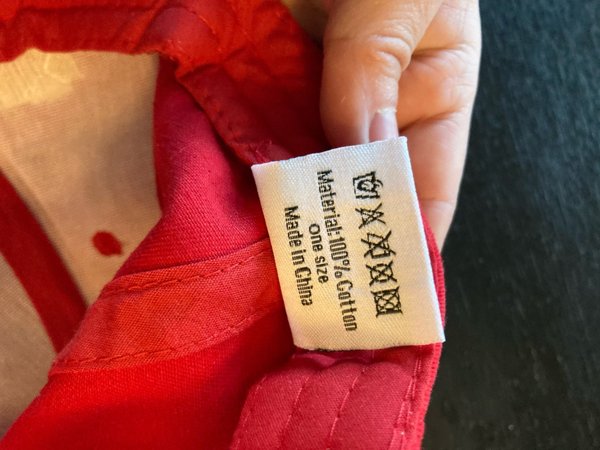 Material:100% Cotton
One size
Made in China